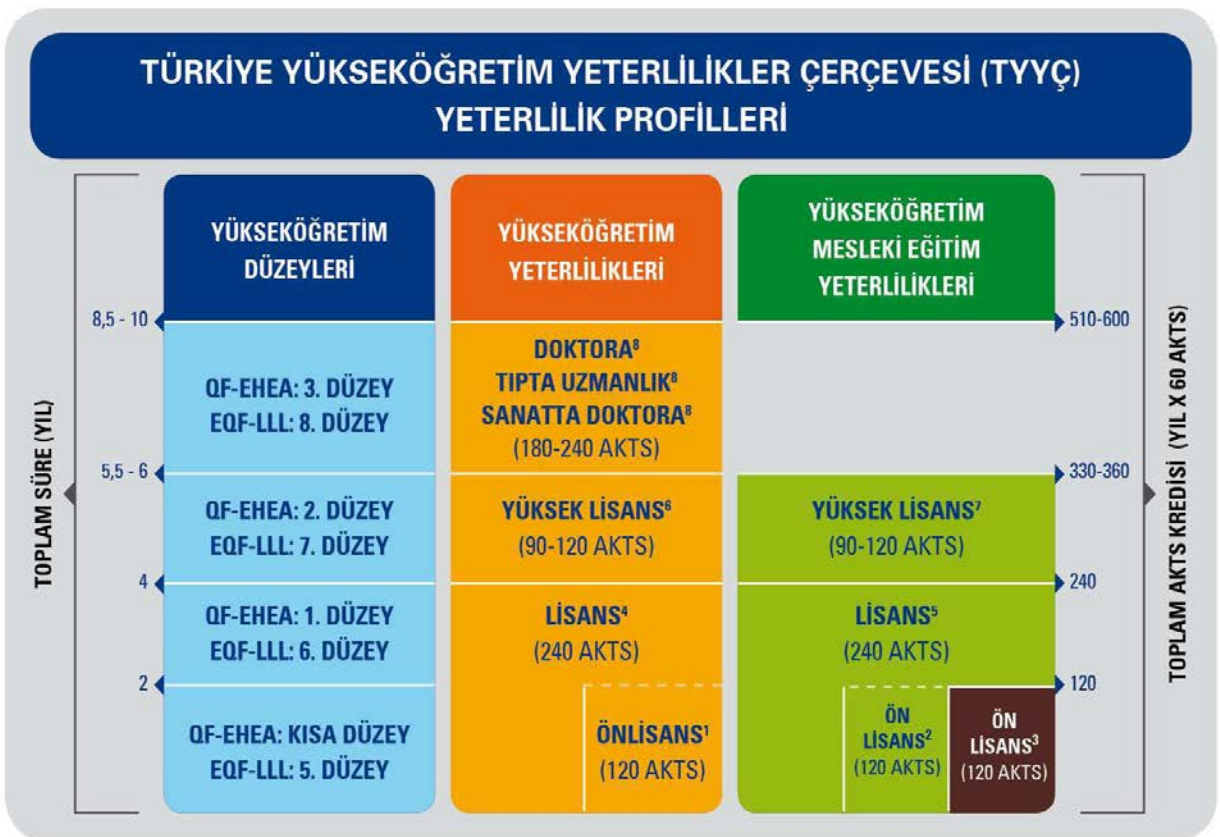 TÜRKİYE YÜKSEKÖĞRETİM YETERLİLİKLER ÇERÇEVESİ (TYYÇ)
YETERLİLİK PROFİLLERİ
TOPLAM SÜRE (YIL)
8,5 - 10
5,5 - 6
4
2
YÜKSEKÖĞRETİM
DÜZEYLERİ
QF-EHEA: 3. DÜZEY
EQF-LLL: 8. DÜZEY
QF-EHEA: 2. DÜZEY
EQF-LLL: 7. DÜZEY
QF-EHEA: 1. DÜZEY
EQF-LLL: 6. DÜZEY
QF-EHEA: KISA DÜZEY
EQF-LLL: 5. DÜZEY
YÜKSEKÖĞRETİM
YETERLİLİKLERİ
DOKTORA⁸
TIPTA UZMANLIK⁸
SANATTA DOKTORA⁸
(180-240 AKTS)
YÜKSEK LİSANS⁶
(90-120 AKTS)
LİSANS⁴
(240 AKTS)
ÖNLİSANS¹
(120 AKTS)
YÜKSEKÖĞRETİM
MESLEKİ EĞİTİM
YETERLİLİKLERİ
YÜKSEK LİSANS⁷
(90-120 AKTS)
LİSANS⁵
(240 AKTS)
ÖN
LİSANS²
(120 AKTS)
ÖN
LİSANS³
(120 AKTS)
510-600
330-360
240
120
TOPLAM AKTS KREDİSİ (YIL X 60 AKTS)